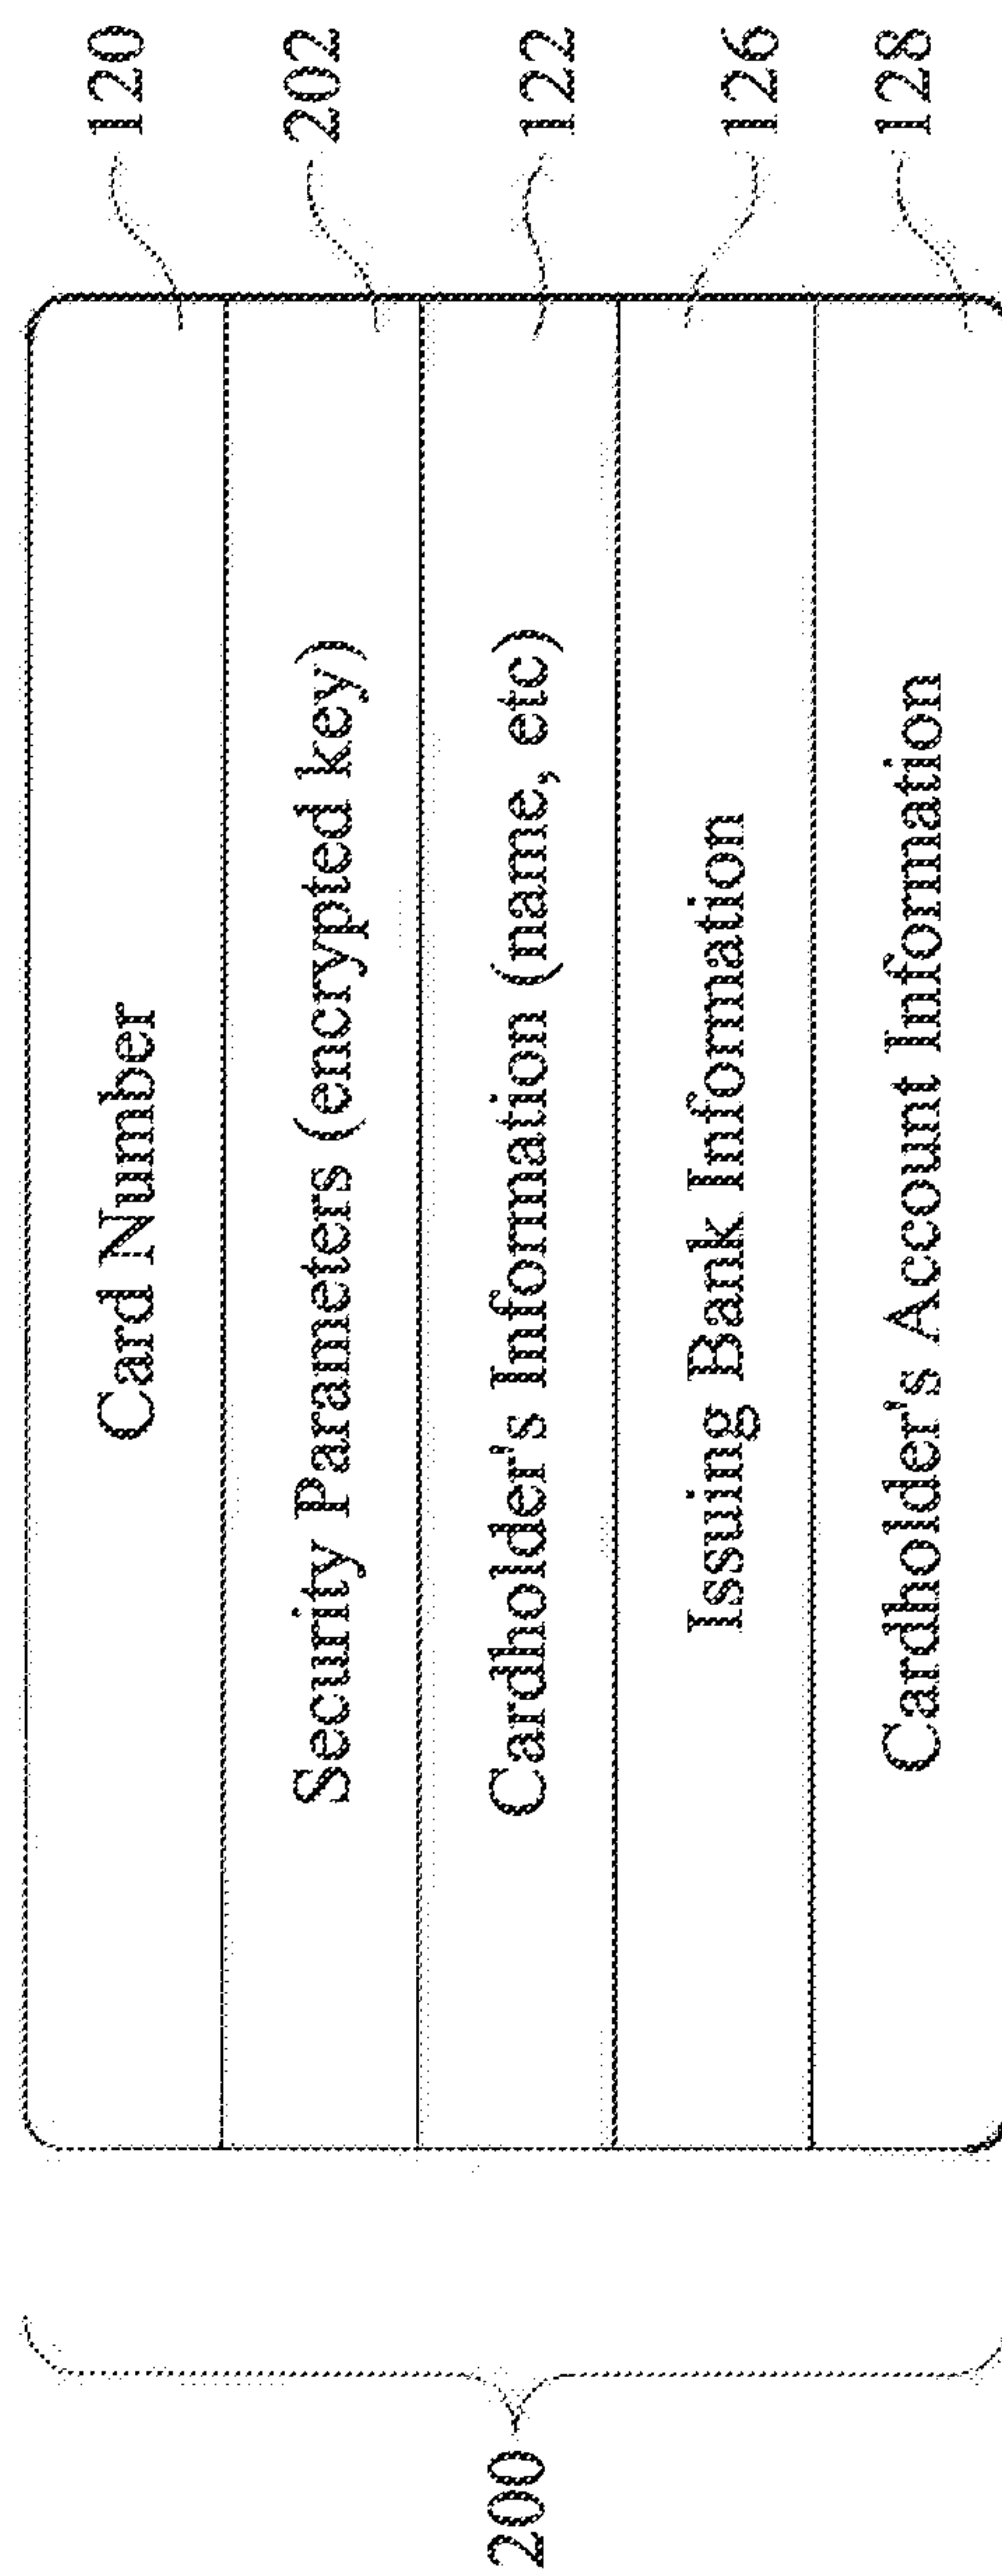 Card Number 120
Security Parameters (encrypted key) 202
200 Cardholder's Information (name, etc) 122
Issuing Bank Information 126
Cardholder's Account Information 128